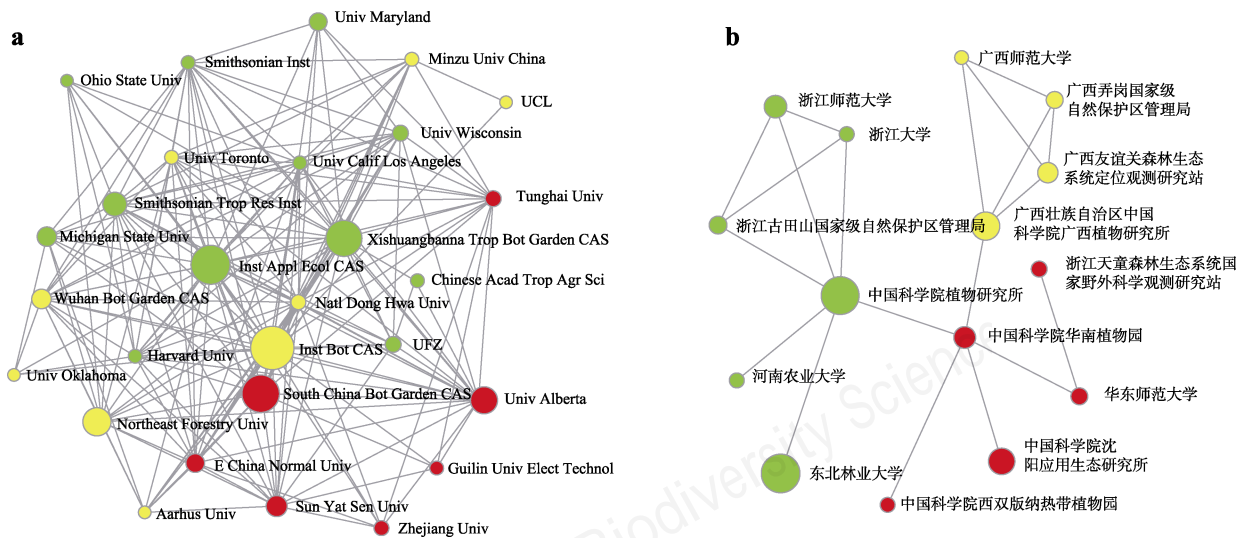 a
Univ Maryland
Smithsonian Inst
Minzu Univ China
Ohio State Univ
UCL
Univ Wisconsin
Univ Toronto
Univ Calif Los Angeles
Tunghai Univ
Smithsonian Trop Res Inst
Michigan State Univ
Xishuangbanna Trop Bot Garden CAS
Inst Appl Ecol CAS
Chinese Acad Trop Agr Sci
Wuhan Bot Garden CAS
Natl Dong Hwa Univ
Harvard Univ
Inst Bot CAS
UFZ
Univ Oklahoma
South China Bot Garden CAS
Univ Alberta
Northeast Forestry Univ
E China Normal Univ
Guilin Univ Elect Technol
Aarhus Univ
Sun Yat Sen Univ
Zhejiang Univ
b
广西师范大学
浙江师范大学
广西弄岗国家级
自然保护区管理局
浙江大学
广西友谊关森林生态
系统定位观测研究站
浙江古田山国家级自然保护区管理局
广西壮族自治区中国
科学院广西植物研究所
浙江天童森林生态系统国
家野外科学观测研究站
中国科学院植物研究所
中国科学院华南植物园
河南农业大学
华东师范大学
中国科学院沈
阳应用生态研究所
东北林业大学
中国科学院西双版纳热带植物园
Biodiversity Science